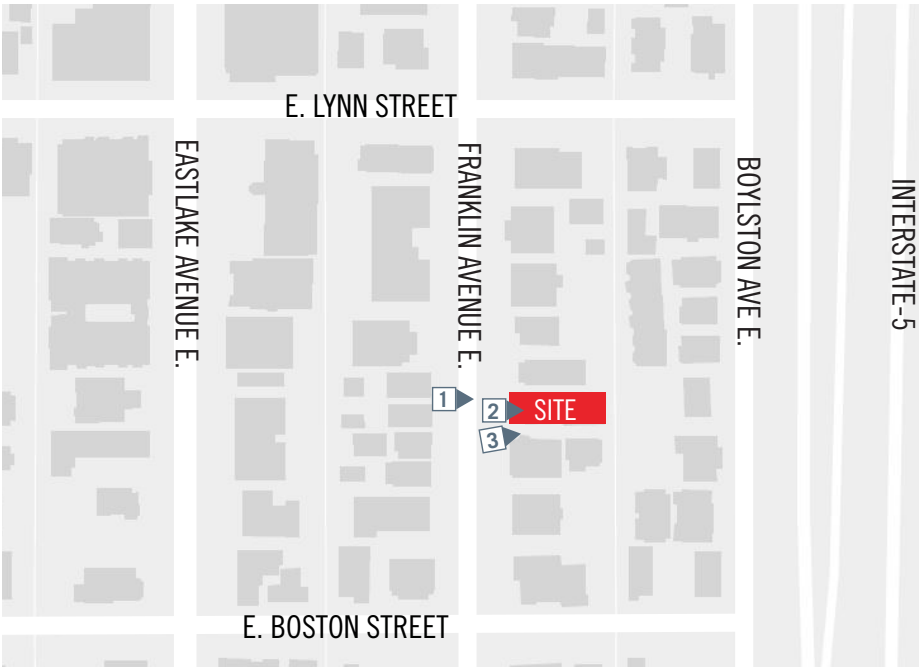 E. LYNN STREET
EASTLAKE AVENUE E.
FRANKLIN AVENUE E.
BOYLSTON AVE E.
INTERSTATE-5
1
2
SITE
3
E. BOSTON STREET